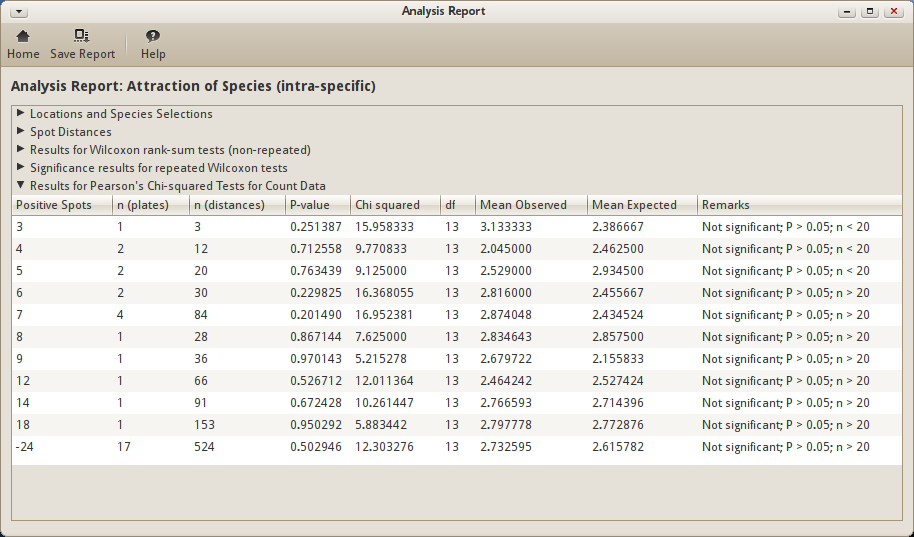 Analysis Report
Home Save Report Help
Analysis Report: Attraction of Species (intra-specific)
Locations and Species Selections
Spot Distances
Results for Wilcoxon rank-sum tests (non-repeated)
Significance results for repeated Wilcoxon tests
Results for Pearson's Chi-squared Tests for Count Data
Positive Spots n (plates) n (distances) P-value Chi squared df Mean Observed Mean Expected Remarks
3 1 3 0.251387 15.958333 13 3.133333 2.386667 Not significant; P > 0.05; n < 20
4 2 12 0.712558 9.770833 13 2.045000 2.462500 Not significant; P > 0.05; n < 20
5 2 20 0.763439 9.125000 13 2.529000 2.934500 Not significant; P > 0.05; n < 20
6 2 30 0.229825 16.368055 13 2.816000 2.455667 Not significant; P > 0.05; n > 20
7 4 84 0.201490 16.952381 13 2.874048 2.434524 Not significant; P > 0.05; n > 20
8 1 28 0.867144 7.625000 13 2.834643 2.857500 Not significant; P > 0.05; n > 20
9 1 36 0.970143 5.215278 13 2.679722 2.155833 Not significant; P > 0.05; n > 20
12 1 66 0.526712 12.011364 13 2.464242 2.527424 Not significant; P > 0.05; n > 20
14 1 91 0.672428 10.261447 13 2.766593 2.714396 Not significant; P > 0.05; n > 20
18 1 153 0.950292 5.883442 13 2.797778 2.772876 Not significant; P > 0.05; n > 20
-24 17 524 0.502946 12.303276 13 2.732595 2.615782 Not significant; P > 0.05; n > 20